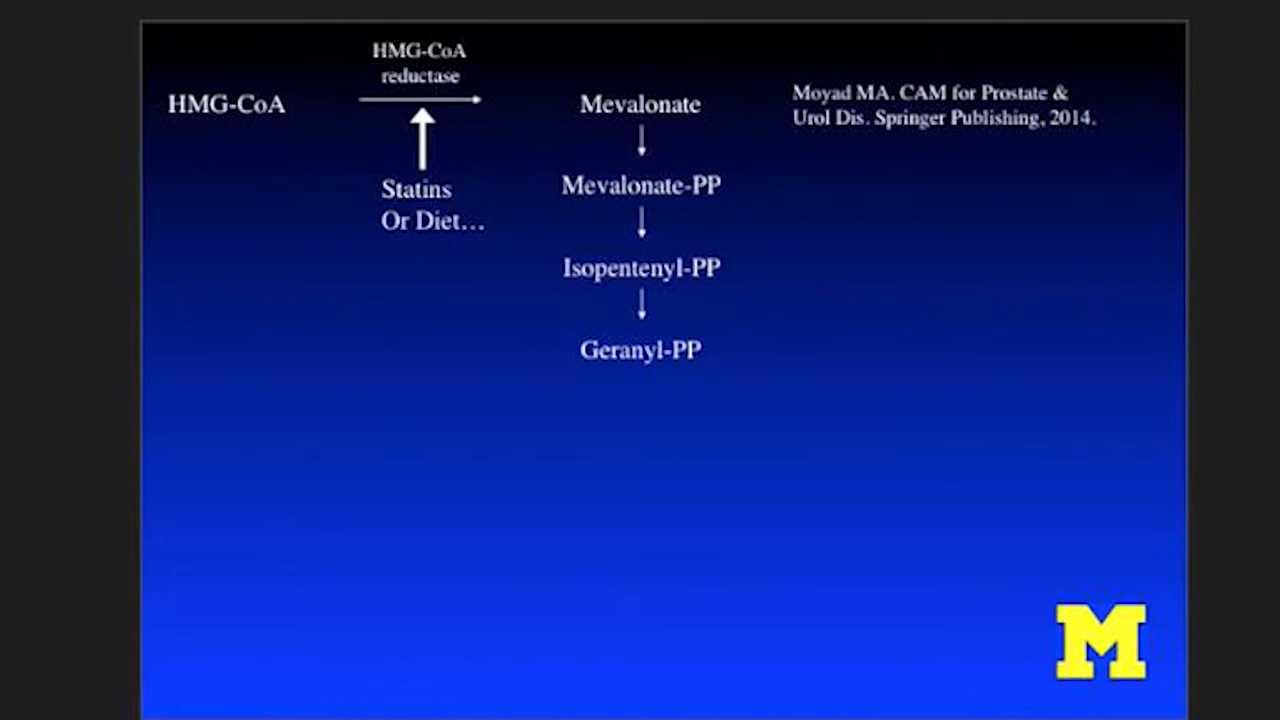 HMG-CoA
reductase
HMG-CoA
Mevalonate
Moyad MA. CAM for Prostate &
Urol Dis. Springer Publishing, 2014.
Statins
Or Diet…
Mevalonate-PP
Isopentenyl-PP
Geranyl-PP
M